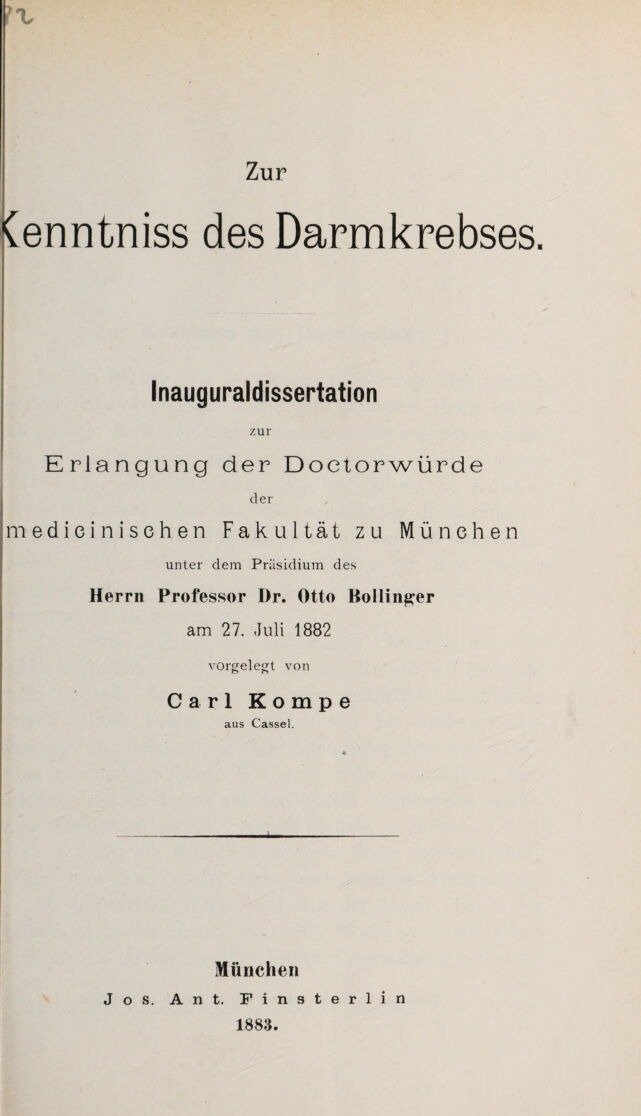 Zur
Kenntniss des Darmkrebses.
Inauguraldissertation
zur
Erlangung der Doctorwürde
der
medicinischen Fakultät zu München
unter dem Präsidium des
Herrn Professor Dr. Otto Bollinger
am 27. Juli 1882
vorgelegt von
Carl Kompe
aus Cassel.
München
Jos. Ant. Finsterlin
1883.